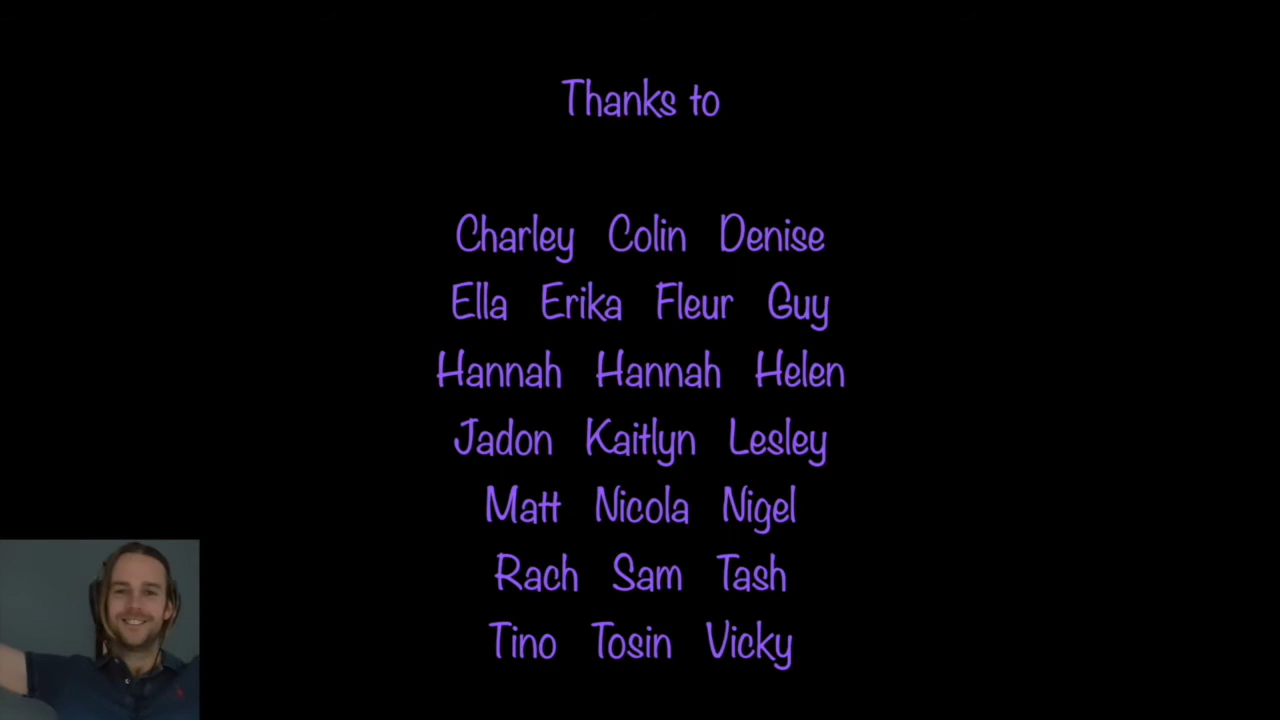 Thanks to
Charley Colin Denise
Ella Erika Fleur Guy
Hannah Hannah Helen
Jadon Kaitlyn Lesley
Matt Nicola Nigel
Rach Sam Tash
Tino Tosin Vicky